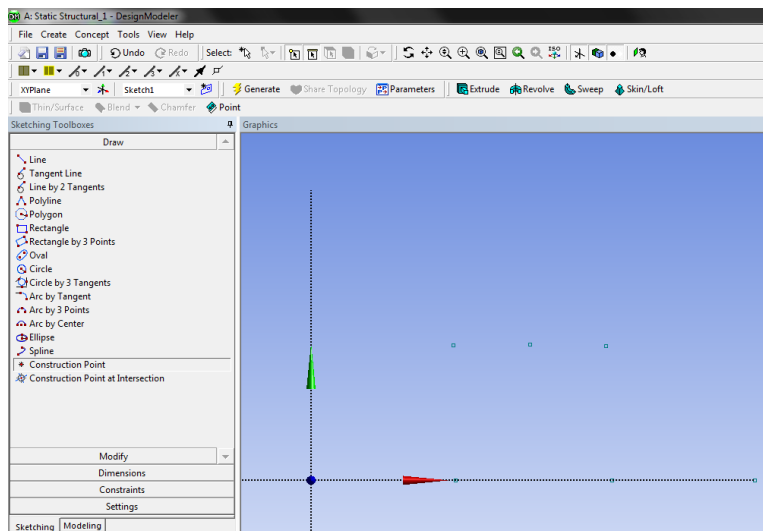 A: Static Structural_1 - DesignModeler
File Create Concept Tools View Help
Undo Redo Select: ISO
XYPlane Sketch1 Generate Share Topology Parameters Extrude Revolve Sweep Skin/Loft
Thin/Surface Blend Chamfer Point
Sketching Toolboxes Graphics
Draw
Line
Tangent Line
Line by 2 Tangents
Polyline
Polygon
Rectangle
Rectangle by 3 Points
Oval
Circle
Circle by 3 Tangents
Arc by Tangent
Arc by 3 Points
Arc by Center
Ellipse
Spline
Construction Point
Construction Point at Intersection
Modify
Dimensions
Constraints
Settings
Sketching Modeling